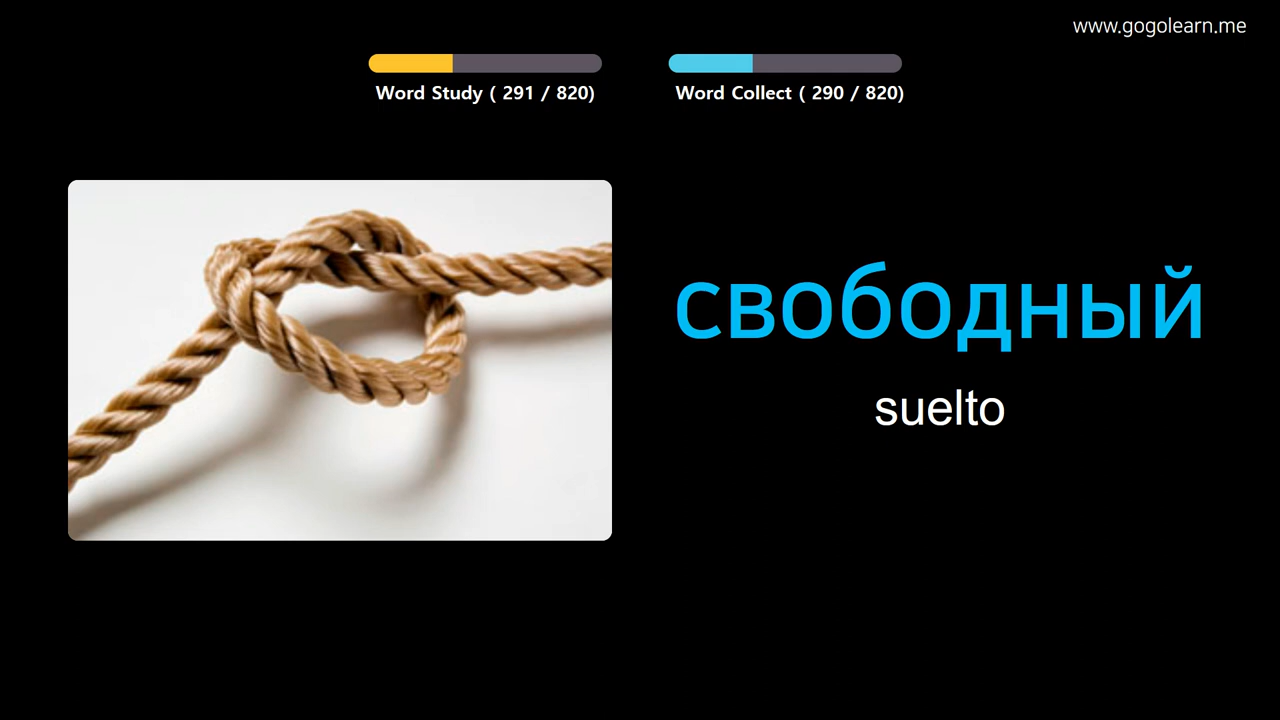 www.gogolearn.me
Word Study ( 291 / 820)
Word Collect ( 290 / 820)
свободный
suelto